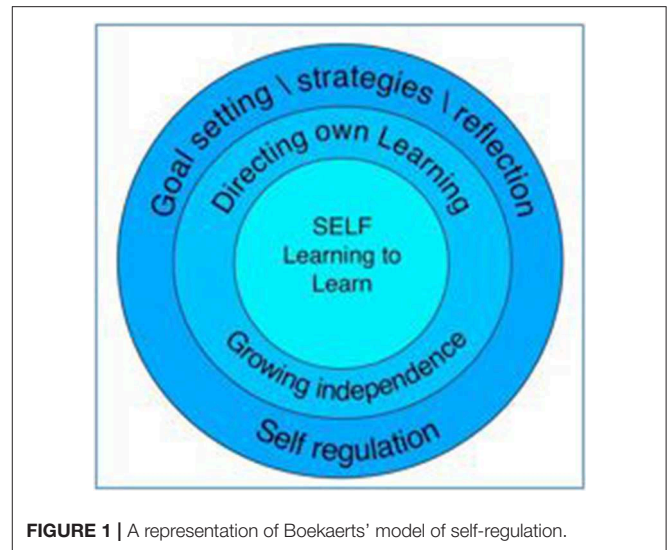 Goal setting \ strategies \ reflection
Directing own Learning
SELF
Learning to
Learn
Growing independence
Self regulation
FIGURE 1 | A representation of Boekaerts' model of self-regulation.